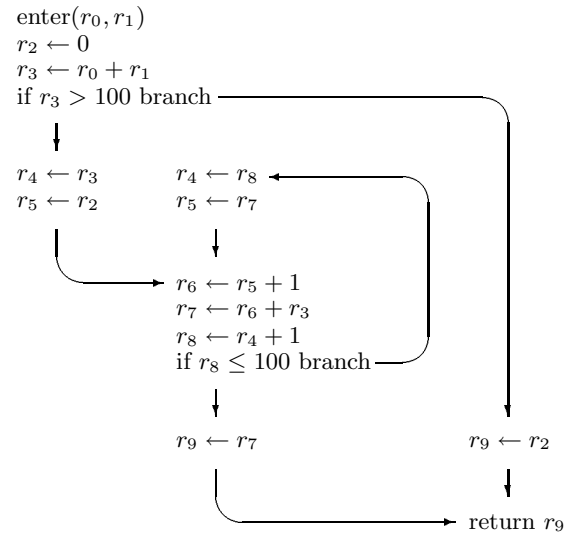 enter(r₀, r₁)
r₂ ← 0
r₃ ← r₀ + r₁
if r₃ > 100 branch
r₄ ← r₃
r₅ ← r₂
r₄ ← r₈
r₅ ← r₇
r₆ ← r₅ + 1
r₇ ← r₆ + r₃
r₈ ← r₄ + 1
if r₈ ≤ 100 branch
r₉ ← r₇
r₉ ← r₂
return r₉